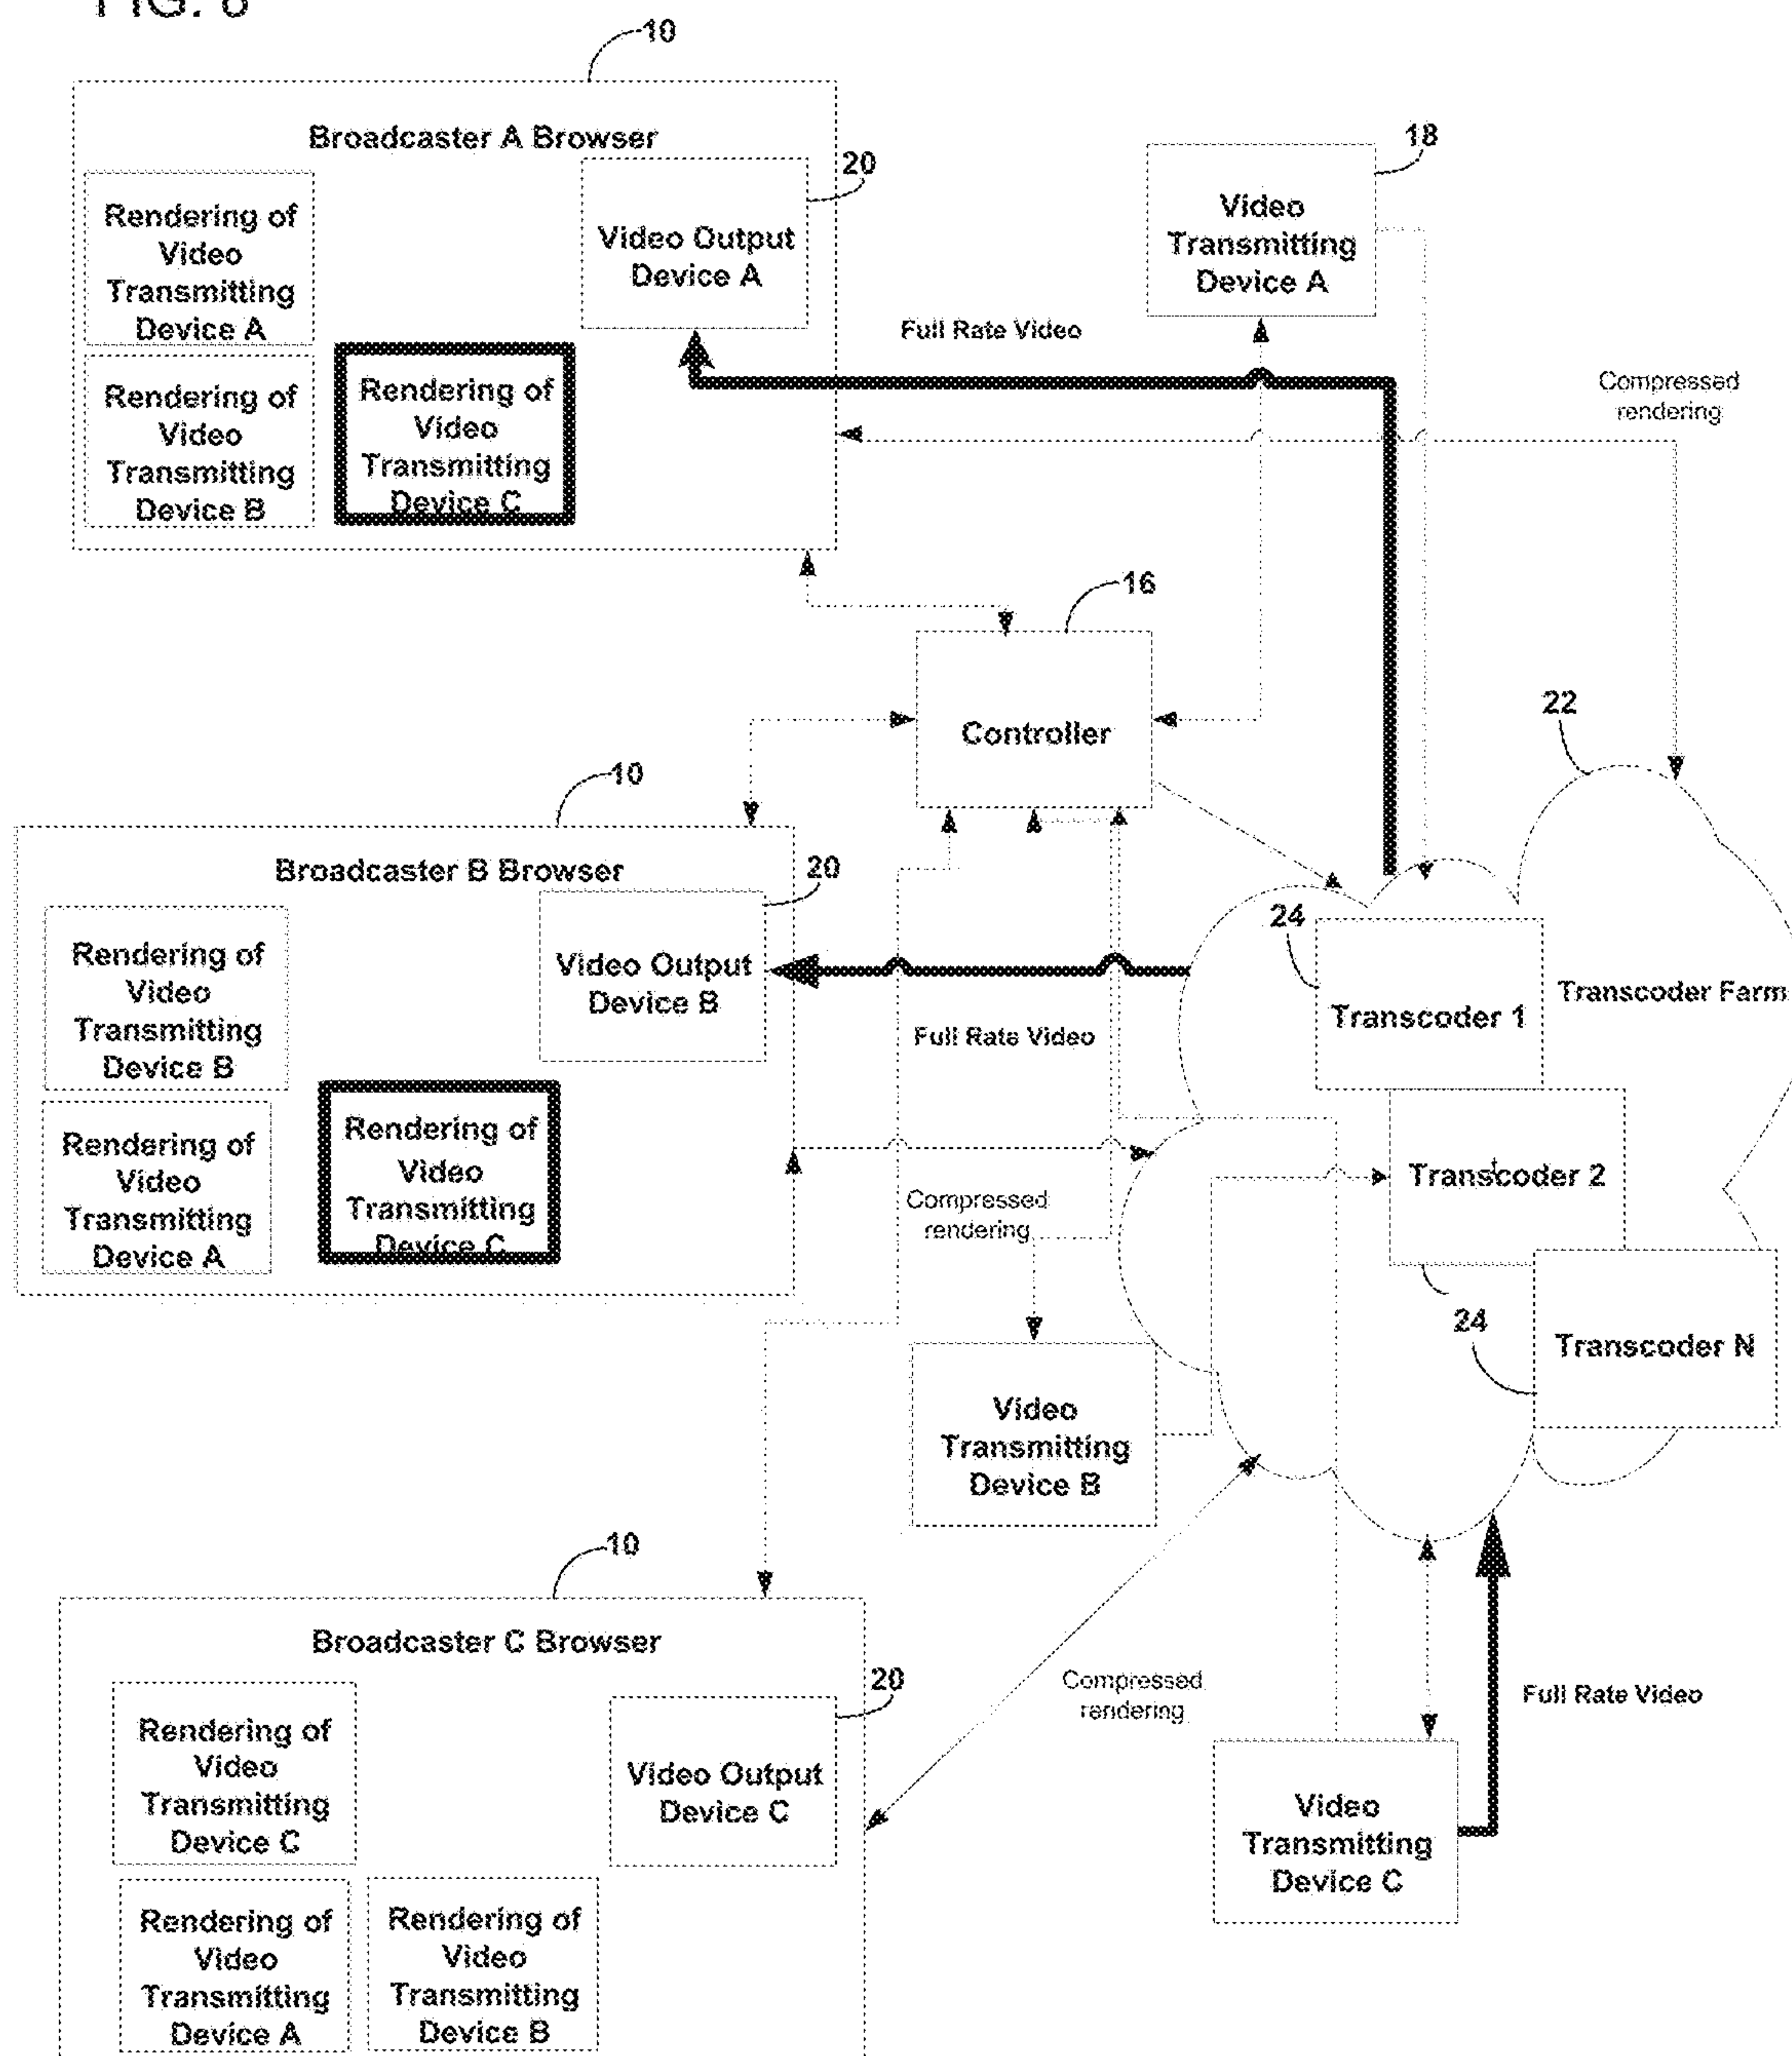 FIG. 8
10
Broadcaster A Browser
20
18
Rendering of
Video
Transmitting
Device A
Video Output
Device A
Video
Transmitting
Device A
Full Rate Video
Compressed
rendering
Rendering of
Video
Transmitting
Device B
Rendering of
Video
Transmitting
Device C
16
Controller
22
10
Broadcaster B Browser
20
24
Rendering of
Video
Transmitting
Device B
Video Output
Device B
Transcoder 1
Transcoder Farm
Full Rate Video
Rendering of
Video
Transmitting
Device A
Rendering of
Video
Transmitting
Device C
Compressed
rendering
Transcoder 2
24
Transcoder N
Video
Transmitting
Device B
10
Broadcaster C Browser
20
Rendering of
Video
Transmitting
Device C
Video Output
Device C
Compressed
rendering
Full Rate Video
Video
Transmitting
Device C
Rendering of
Video
Transmitting
Device A
Rendering of
Video
Transmitting
Device B